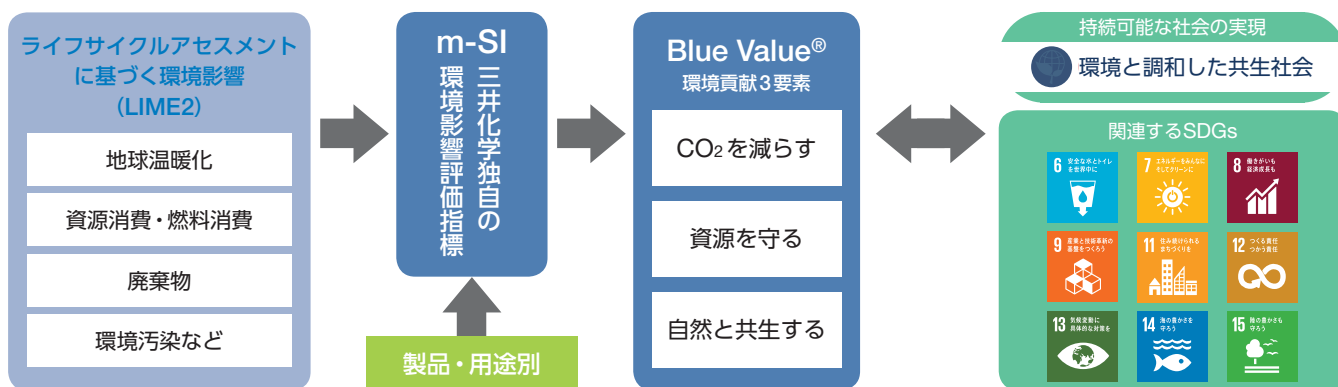 ライフサイクルアセスメント
に基づく環境影響
（LIME2）
地球温暖化
資源消費・燃料消費
廃棄物
環境汚染など
m-SI
三井化学独自の
環境影響評価指標
製品・用途別
Blue Value®
環境貢献3要素
CO₂を減らす
資源を守る
自然と共生する
持続可能な社会の実現
環境と調和した共生社会
関連するSDGs
6 安全な水とトイレ
を世界中に
7 エネルギーをみんなに
そしてクリーンに
8 働きがいも
経済成長も
9 産業と技術革新の
基盤をつくろう
11 住み続けられる
まちづくりを
12 つくる責任
つかう責任
13 気候変動に
具体的な対策を
14 海の豊かさを
守ろう
15 陸の豊かさも
守ろう